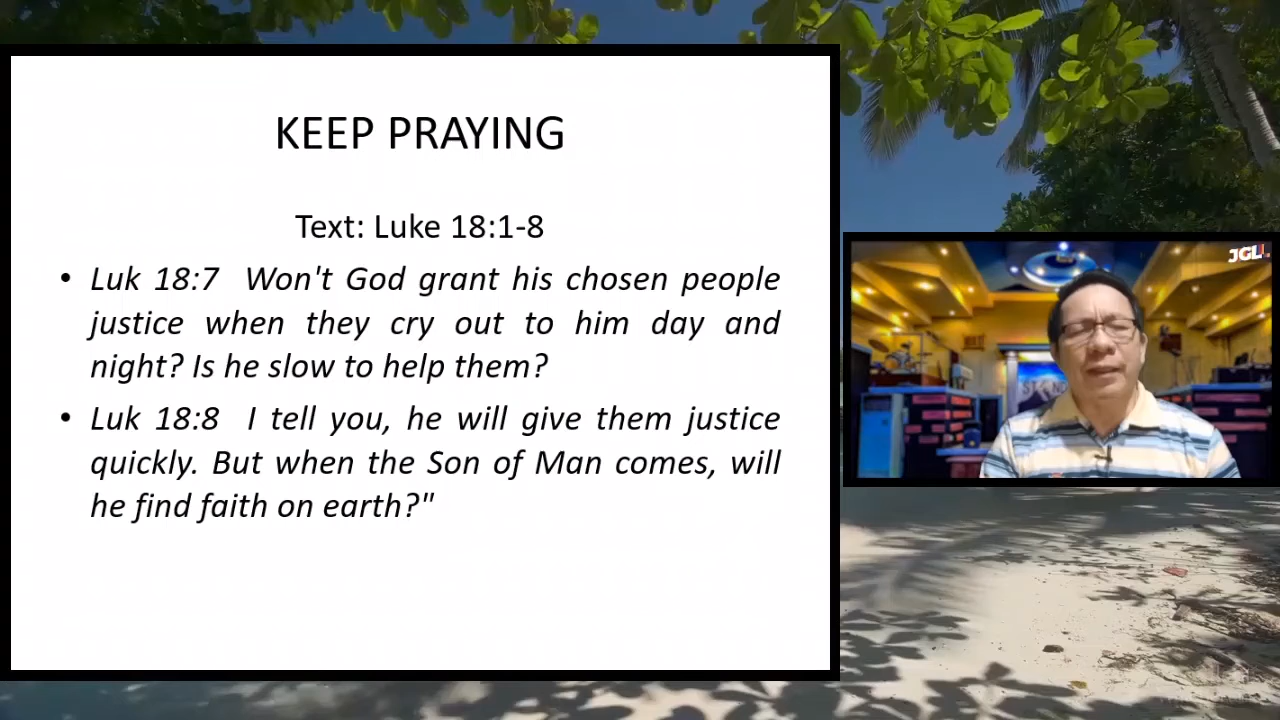 KEEP PRAYING
Text: Luke 18:1-8
• Luk 18:7 Won't God grant his chosen people
justice when they cry out to him day and
night? Is he slow to help them?
• Luk 18:8 I tell you, he will give them justice
quickly. But when the Son of Man comes, will
he find faith on earth?"